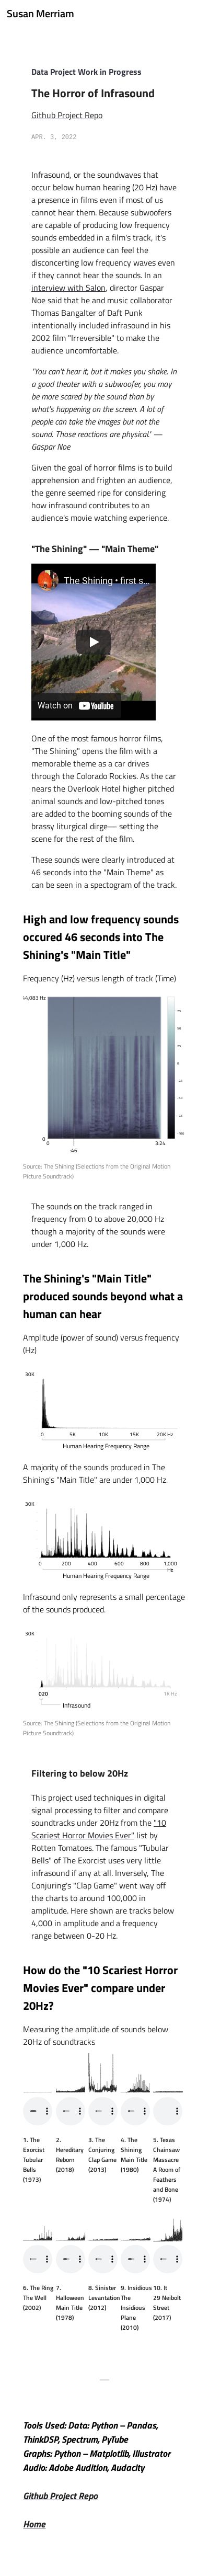 Susan Merriam
Data Project Work in Progress
The Horror of Infrasound
Github Project Repo
APR. 3, 2022
Infrasound, or the soundwaves that
occur below human hearing (20 Hz) have
a presence in films even if most of us
cannot hear them. Because subwoofers
are capable of producing low frequency
sounds embedded in a film's track, it's
possible an audience can feel the
disconcerting low frequency waves even
if they cannot hear the sounds. In an
interview with Salon, director Gaspar
Noe said that he and music collaborator
Thomas Bangalter of Daft Punk
intentionally included infrasound in his
2002 film "Irreversible" to make the
audience uncomfortable.
"You can't hear it, but it makes you shake. In
a good theater with a subwoofer, you may
be more scared by the sound than by
what's happening on the screen. A lot of
people can take the images but not the
sound. Those reactions are physical." —
Gaspar Noe
Given the goal of horror films is to build
apprehension and frighten an audience,
the genre seemed ripe for considering
how infrasound contributes to an
audience's movie watching experience.
"The Shining" — "Main Theme"
The Shining • first s...
Watch on YouTube
One of the most famous horror films,
"The Shining" opens the film with a
memorable theme as a car drives
through the Colorado Rockies. As the car
nears the Overlook Hotel higher pitched
animal sounds and low-pitched tones
are added to the booming sounds of the
brassy liturgical dirge— setting the
scene for the rest of the film.
These sounds were clearly introduced at
46 seconds into the "Main Theme" as
can be seen in a spectogram of the track.
High and low frequency sounds
occured 46 seconds into The
Shining's "Main Title"
Frequency (Hz) versus length of track (Time)
44,083 Hz
0
0
3:24
:46
Source: The Shining (Selections from the Original Motion
Picture Soundtrack)
The sounds on the track ranged in
frequency from 0 to above 20,000 Hz
though a majority of the sounds were
under 1,000 Hz.
The Shining's "Main Title"
produced sounds beyond what a
human can hear
Amplitude (power of sound) versus frequency
(Hz)
30K
0 5K 10K 15K 20K Hz
Human Hearing Frequency Range
A majority of the sounds produced in The
Shining's "Main Title" are under 1,000 Hz.
30K
0 200 400 600 800 1,000
Hz
Human Hearing Frequency Range
Infrasound only represents a small percentage
of the sounds produced.
30K
020 1K Hz
Infrasound
Source: The Shining (Selections from the Original Motion
Picture Soundtrack)
Filtering to below 20Hz
This project used techniques in digital
signal processing to filter and compare
soundtracks under 20Hz from the "10
Scariest Horror Movies Ever" list by
Rotten Tomatoes. The famous "Tubular
Bells" of The Exorcist uses very little
infrasound if any at all. Inversely, The
Conjuring's "Clap Game" went way off
the charts to around 100,000 in
amplitude. Here shown are tracks below
4,000 in amplitude and a frequency
range between 0-20 Hz.
How do the "10 Scariest Horror
Movies Ever" compare under
20Hz?
Measuring the amplitude of sounds below
20Hz of soundtracks
1. The
Exorcist
Tubular
Bells
(1973)
2.
Hereditary
Reborn
(2018)
3. The
Conjuring
Clap Game
(2013)
4. The
Shining
Main Title
(1980)
5. Texas
Chainsaw
Massacre
A Room of
Feathers
and Bone
(1974)
6. The Ring
The Well
(2002)
7.
Halloween
Main Title
(1978)
8. Sinister
Levantation
(2012)
9. Insidious
The
Insidious
Plane
(2010)
10. It
29 Neibolt
Street
(2017)
Tools Used: Data: Python – Pandas,
ThinkDSP, Spectrum, PyTube
Graphs: Python – Matplotlib, Illustrator
Audio: Adobe Audition, Audacity
Github Project Repo
Home